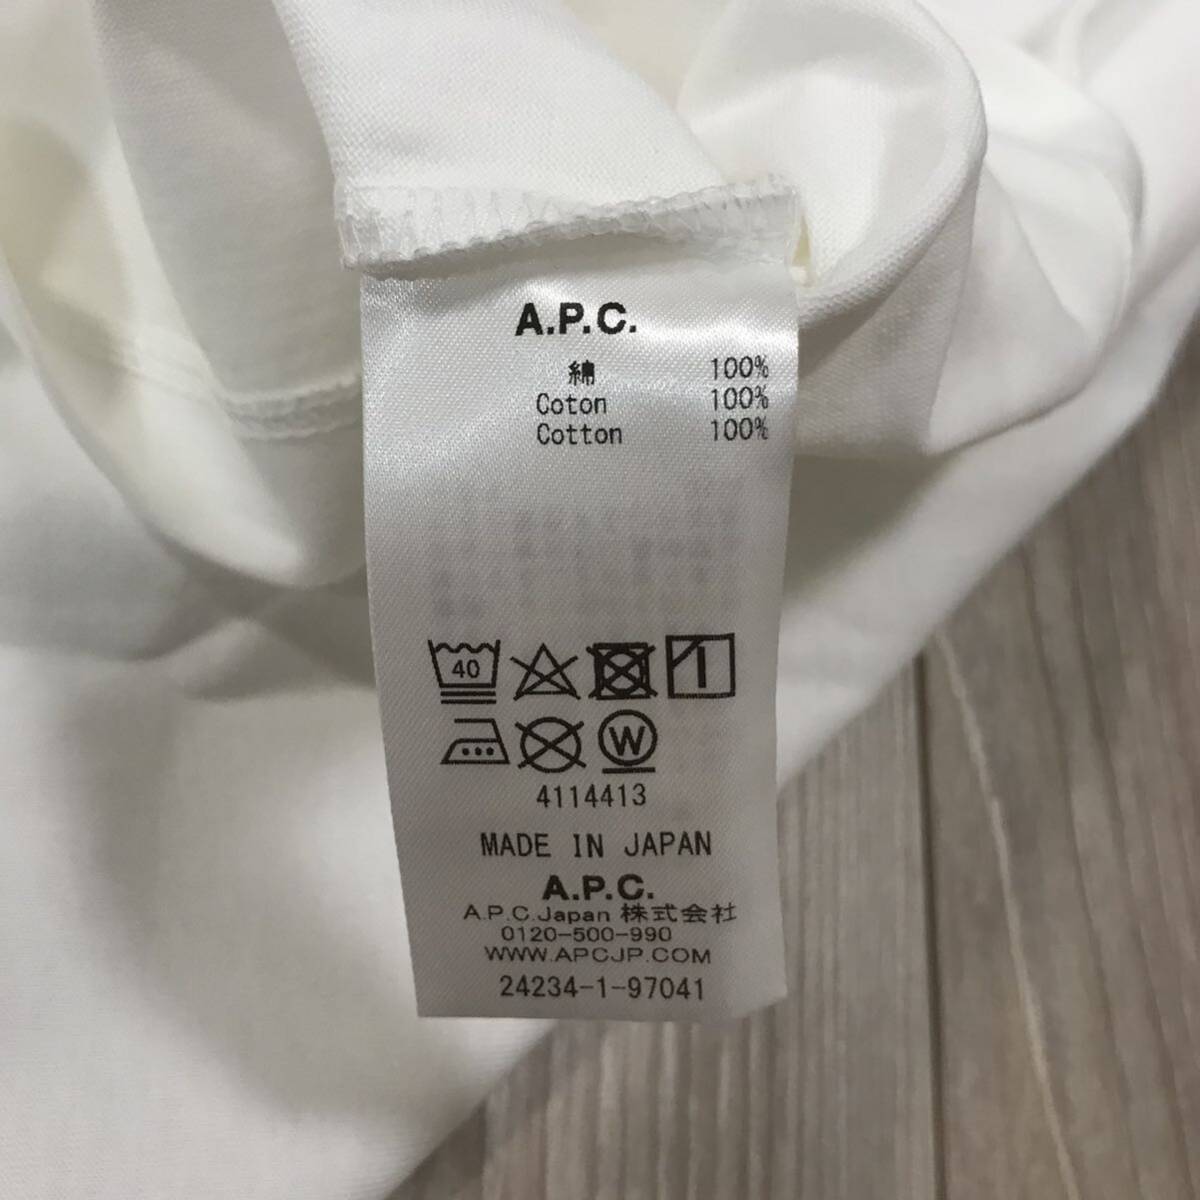 A.P.C.
綿 100%
Coton 100%
Cotton 100%
40
W
4114413
MADE IN JAPAN
A.P.C.
A.P.C.Japan 株式会社
0120-500-990
WWW.APCJP.COM
24234-1-97041